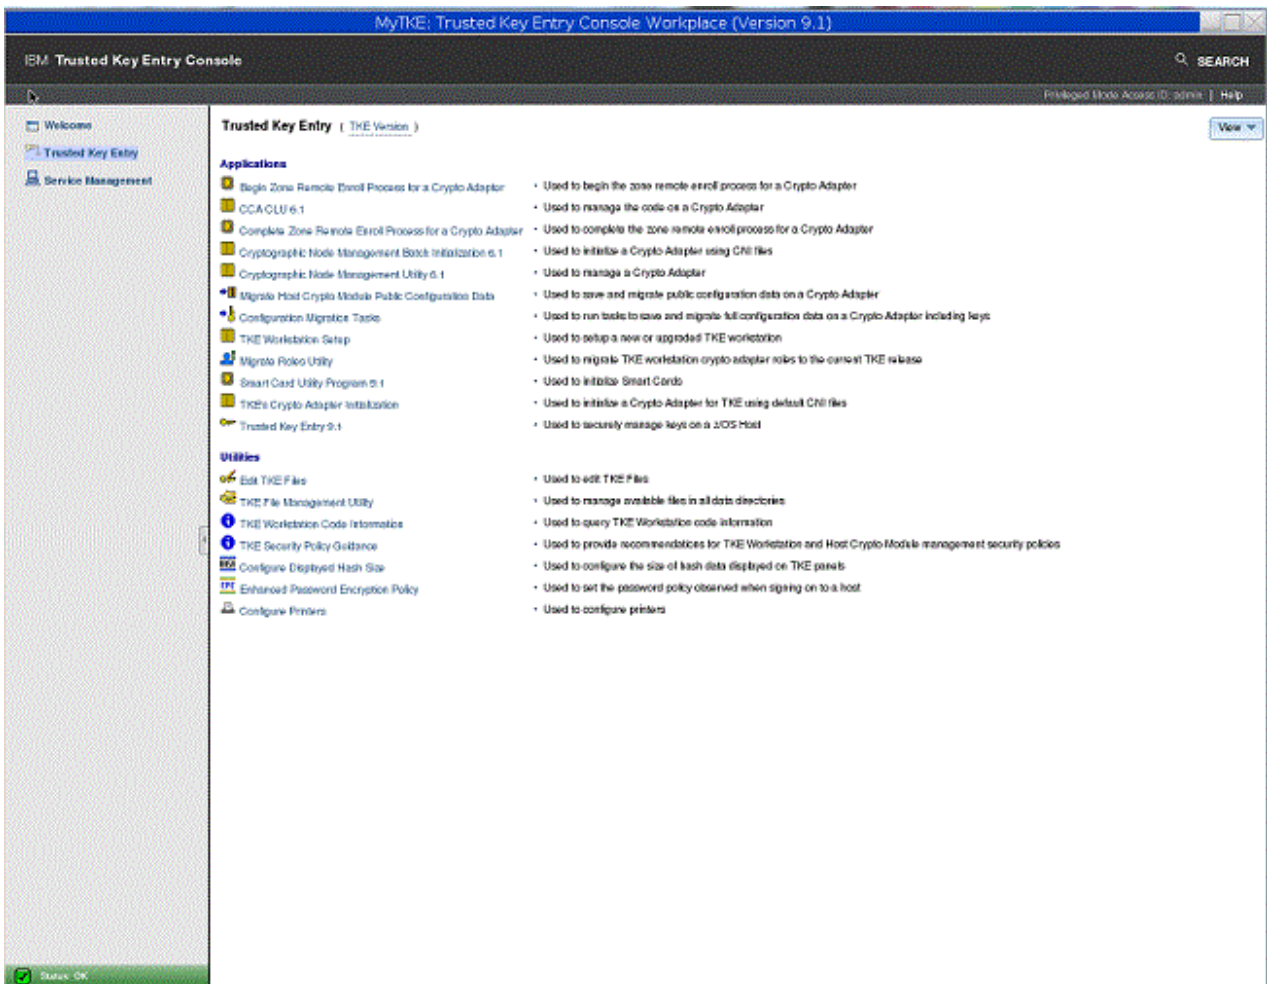 MyTKE: Trusted Key Entry Console Workplace (Version 9.1)
IBM Trusted Key Entry Console
SEARCH
Privileged Mode Access ID: admin | Help
Welcome
Trusted Key Entry
Service Management
Trusted Key Entry ( TKE Version )
View
Applications
Begin Zone Remote Enroll Process for a Crypto Adapter • Used to begin the zone remote enroll process for a Crypto Adapter
CCA CLU 6.1 • Used to manage the code on a Crypto Adapter
Complete Zone Remote Enroll Process for a Crypto Adapter • Used to complete the zone remote enroll process for a Crypto Adapter
Cryptographic Node Management Batch Initialization 6.1 • Used to initialize a Crypto Adapter using CNI files
Cryptographic Node Management Utility 6.1 • Used to manage a Crypto Adapter
Migrate Host Crypto Module Public Configuration Data • Used to save and migrate public configuration data on a Crypto Adapter
Configuration Migration Tasks • Used to run tasks to save and migrate full configuration data on a Crypto Adapter including keys
TKE Workstation Setup • Used to setup a new or upgraded TKE workstation
Migrate Roles Utility • Used to migrate TKE workstation crypto adapter roles to the current TKE release
Smart Card Utility Program 9.1 • Used to initialize Smart Cards
TKE's Crypto Adapter Initialization • Used to initialize a Crypto Adapter for TKE using default CNI files
Trusted Key Entry 9.1 • Used to securely manage keys on a z/OS Host
Utilities
Edit TKE Files • Used to edit TKE Files
TKE File Management Utility • Used to manage available files in all data directories
TKE Workstation Code Information • Used to query TKE Workstation code information
TKE Security Policy Guidance • Used to provide recommendations for TKE Workstation and Host Crypto Module management security policies
Configure Displayed Hash Size • Used to configure the size of hash data displayed on TKE panels
Enhanced Password Encryption Policy • Used to set the password policy observed when signing on to a host
Configure Printers • Used to configure printers
Status: OK